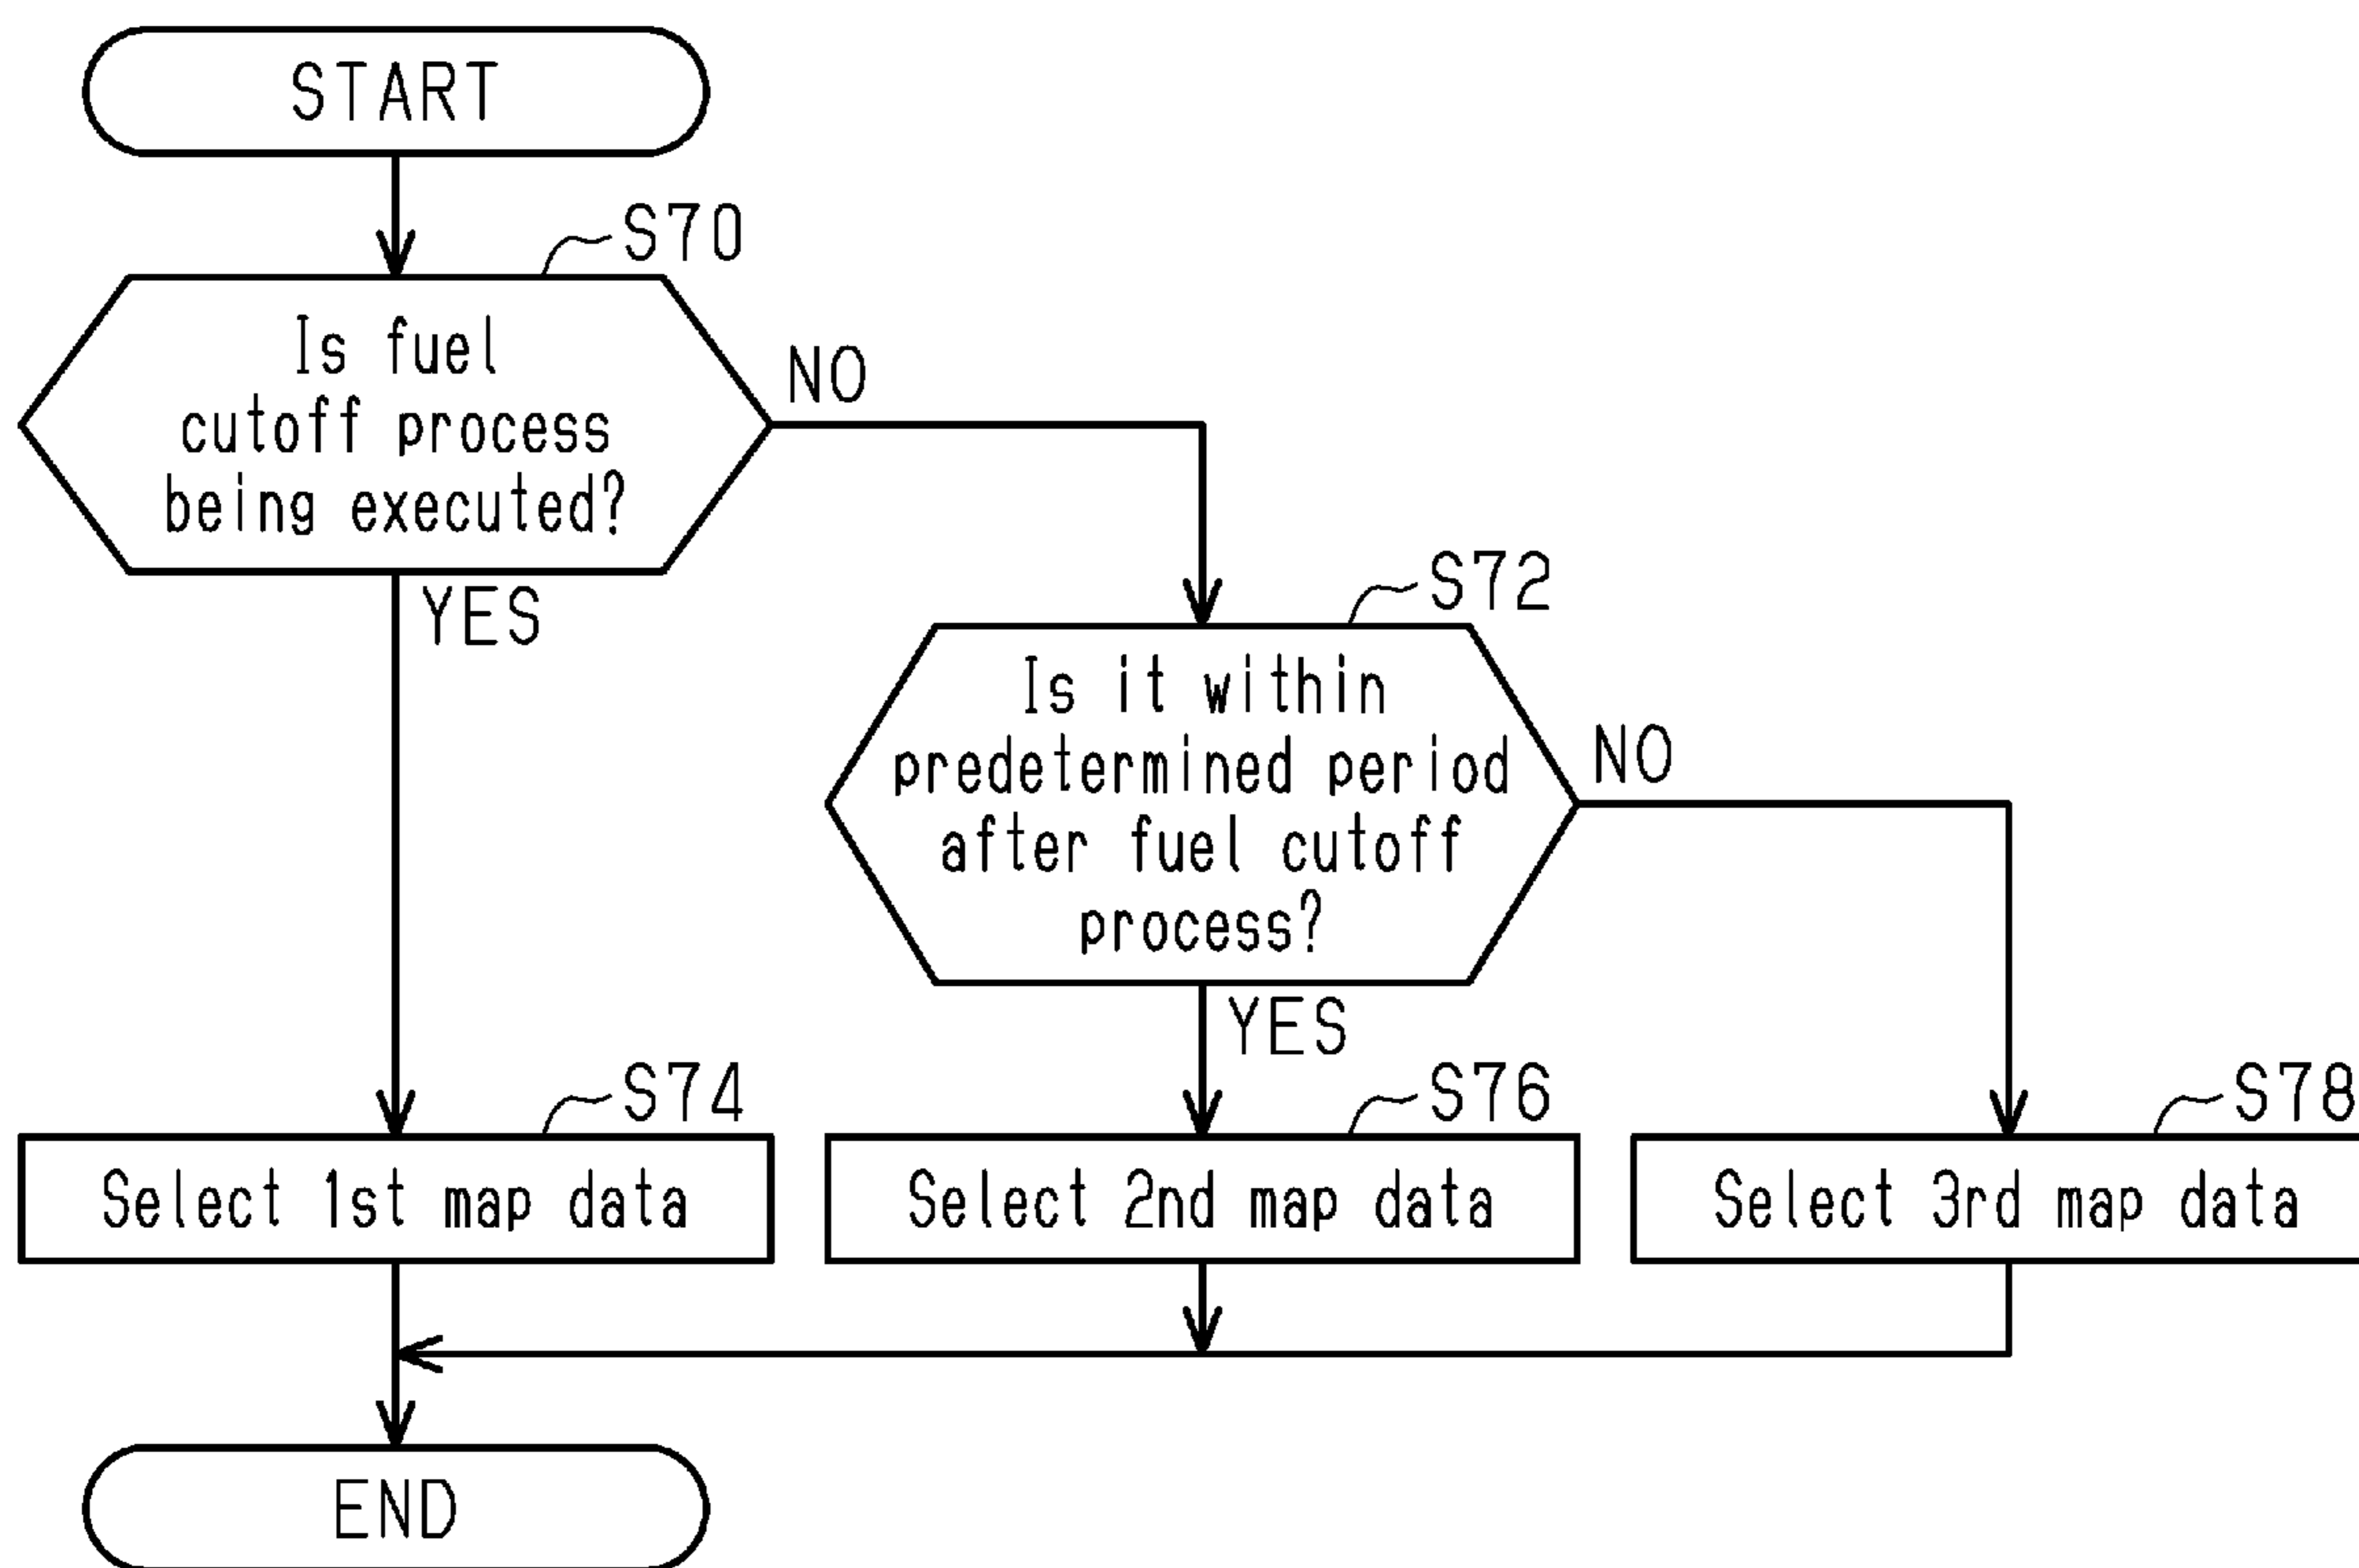 START
S70
Is fuel
cutoff process
being executed?
NO
YES
S72
Is it within
predetermined period
after fuel cutoff
process?
NO
YES
S74
Select 1st map data
S76
Select 2nd map data
S78
Select 3rd map data
END